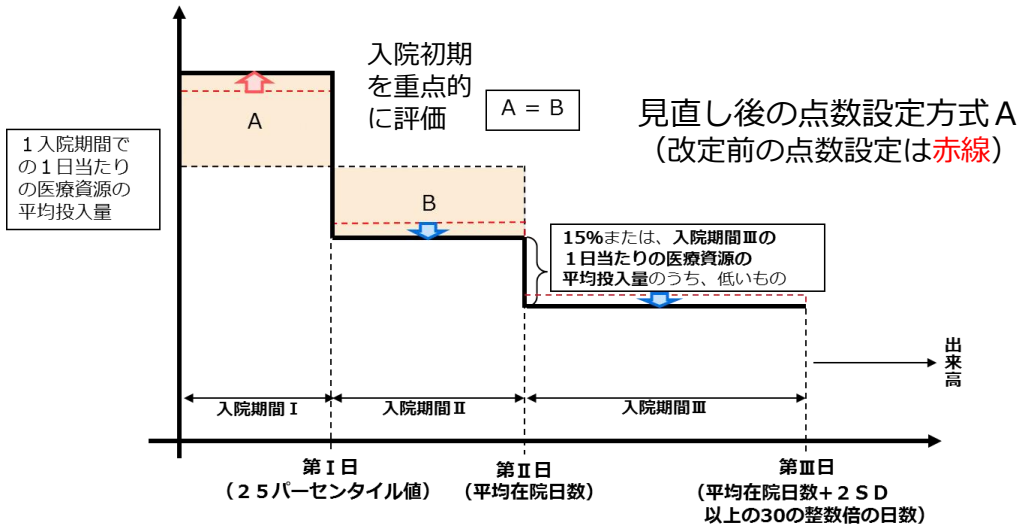 入院初期
を重点的
に評価
A = B
見直し後の点数設定方式A
（改定前の点数設定は赤線）
A
１入院期間で
の１日当たり
の医療資源の
平均投入量
B
15%または、入院期間Ⅲの
１日当たりの医療資源の
平均投入量のうち、低いもの
出来高
入院期間Ⅰ
入院期間Ⅱ
入院期間Ⅲ
第Ⅰ日
（２５パーセンタイル値）
第Ⅱ日
（平均在院日数）
第Ⅲ日
（平均在院日数+２ＳＤ
以上の30の整数倍の日数）